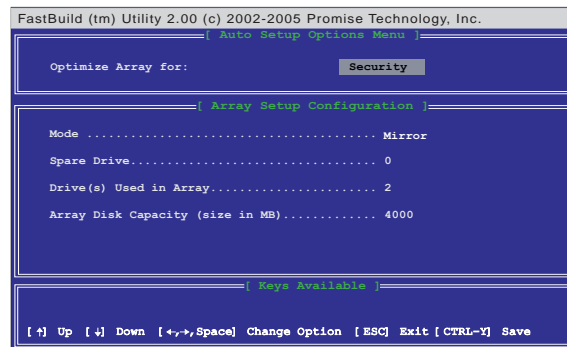 FastBuild (tm) Utility 2.00 (c) 2002-2005 Promise Technology, Inc.
[ Auto Setup Options Menu ]
Optimize Array for: Security
[ Array Setup Configuration ]
Mode ........................................ Mirror
Spare Drive.................................. 0
Drive(s) Used in Array....................... 2
Array Disk Capacity (size in MB)............. 4000
[ Keys Available ]
[↑] Up [↓] Down [←,→,Space] Change Option [ESC] Exit [CTRL-Y] Save